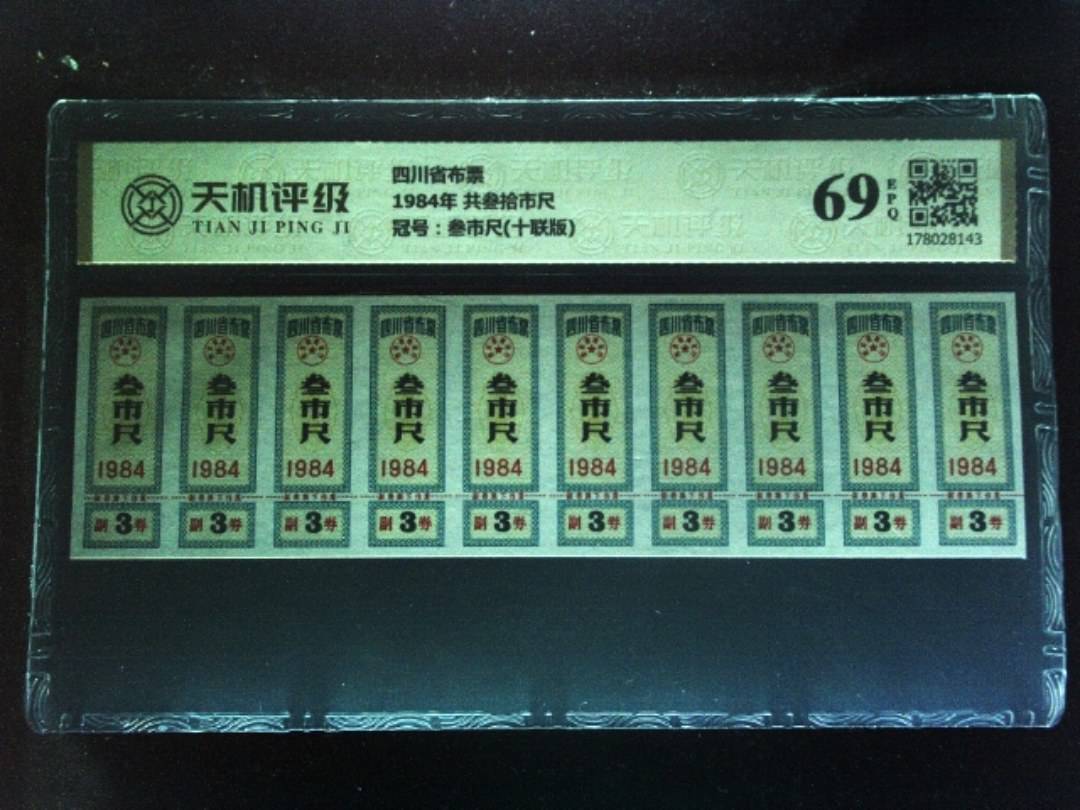 天机评级
TIAN JI PING JI
四川省布票
1984年 共叁拾市尺
冠号：叁市尺(十联版)
69
EPQ
178028143
四川省布票 四川省布票 四川省布票 四川省布票 四川省布票 四川省布票 四川省布票 四川省布票 四川省布票 四川省布票
叁市尺 叁市尺 叁市尺 叁市尺 叁市尺 叁市尺 叁市尺 叁市尺 叁市尺 叁市尺
1984 1984 1984 1984 1984 1984 1984 1984 1984 1984
副3券 副3券 副3券 副3券 副3券 副3券 副3券 副3券 副3券 副3券